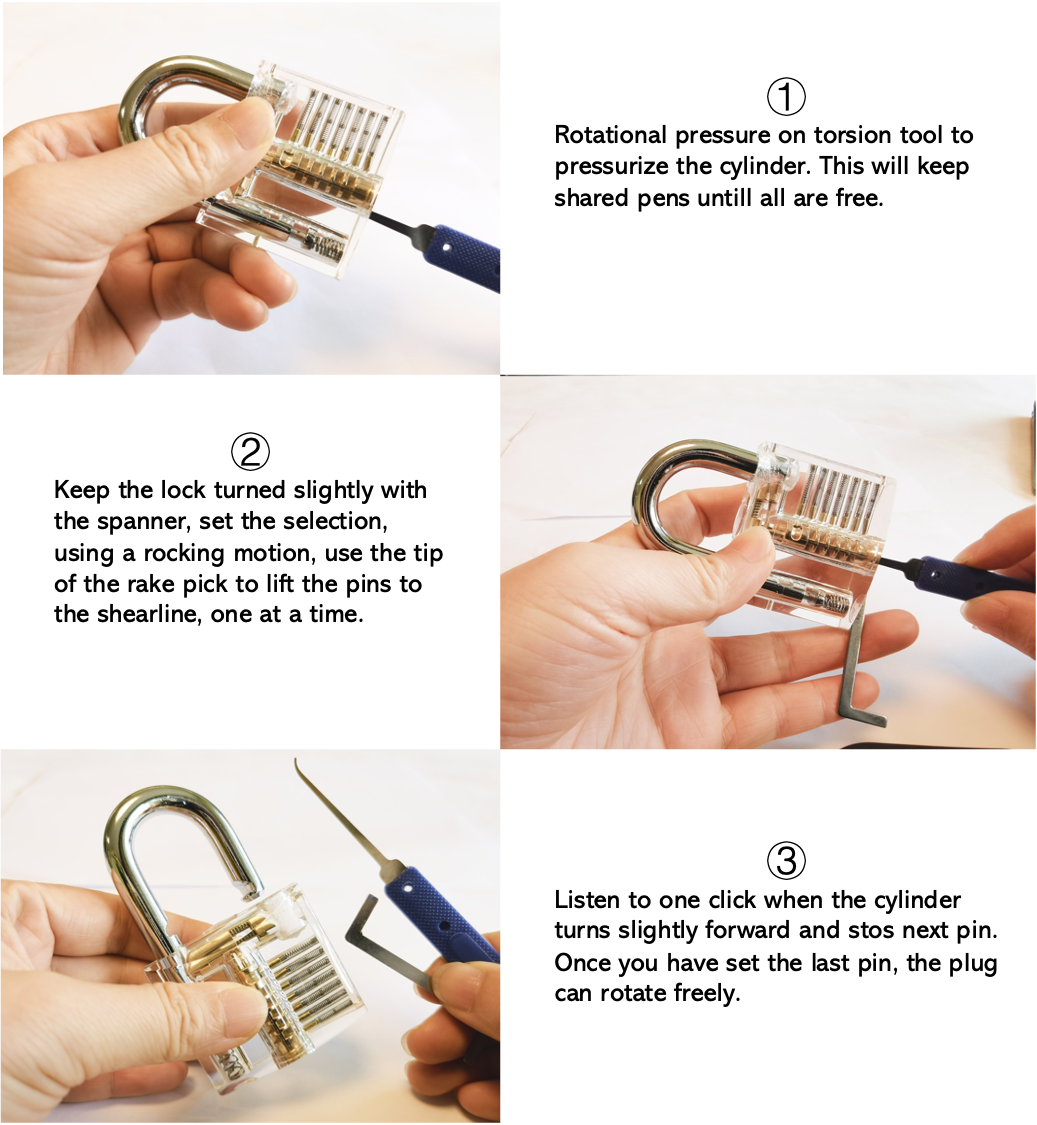 ①
Rotational pressure on torsion tool to
pressurize the cylinder. This will keep
shared pens untill all are free.
②
Keep the lock turned slightly with
the spanner, set the selection,
using a rocking motion, use the tip
of the rake pick to lift the pins to
the shearline, one at a time.
③
Listen to one click when the cylinder
turns slightly forward and stos next pin.
Once you have set the last pin, the plug
can rotate freely.